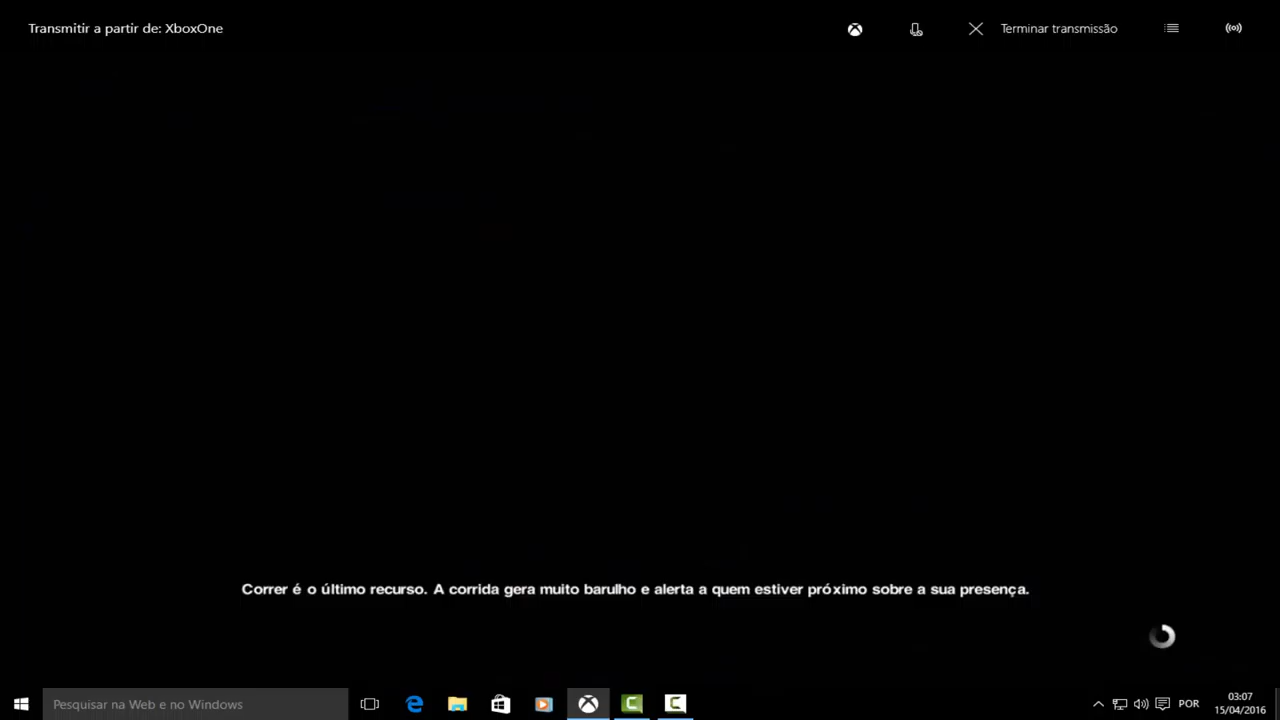 Transmitir a partir de: XboxOne
Terminar transmissão
Correr é o último recurso. A corrida gera muito barulho e alerta a quem estiver próximo sobre a sua presença.
Pesquisar na Web e no Windows
POR
03:07
15/04/2016